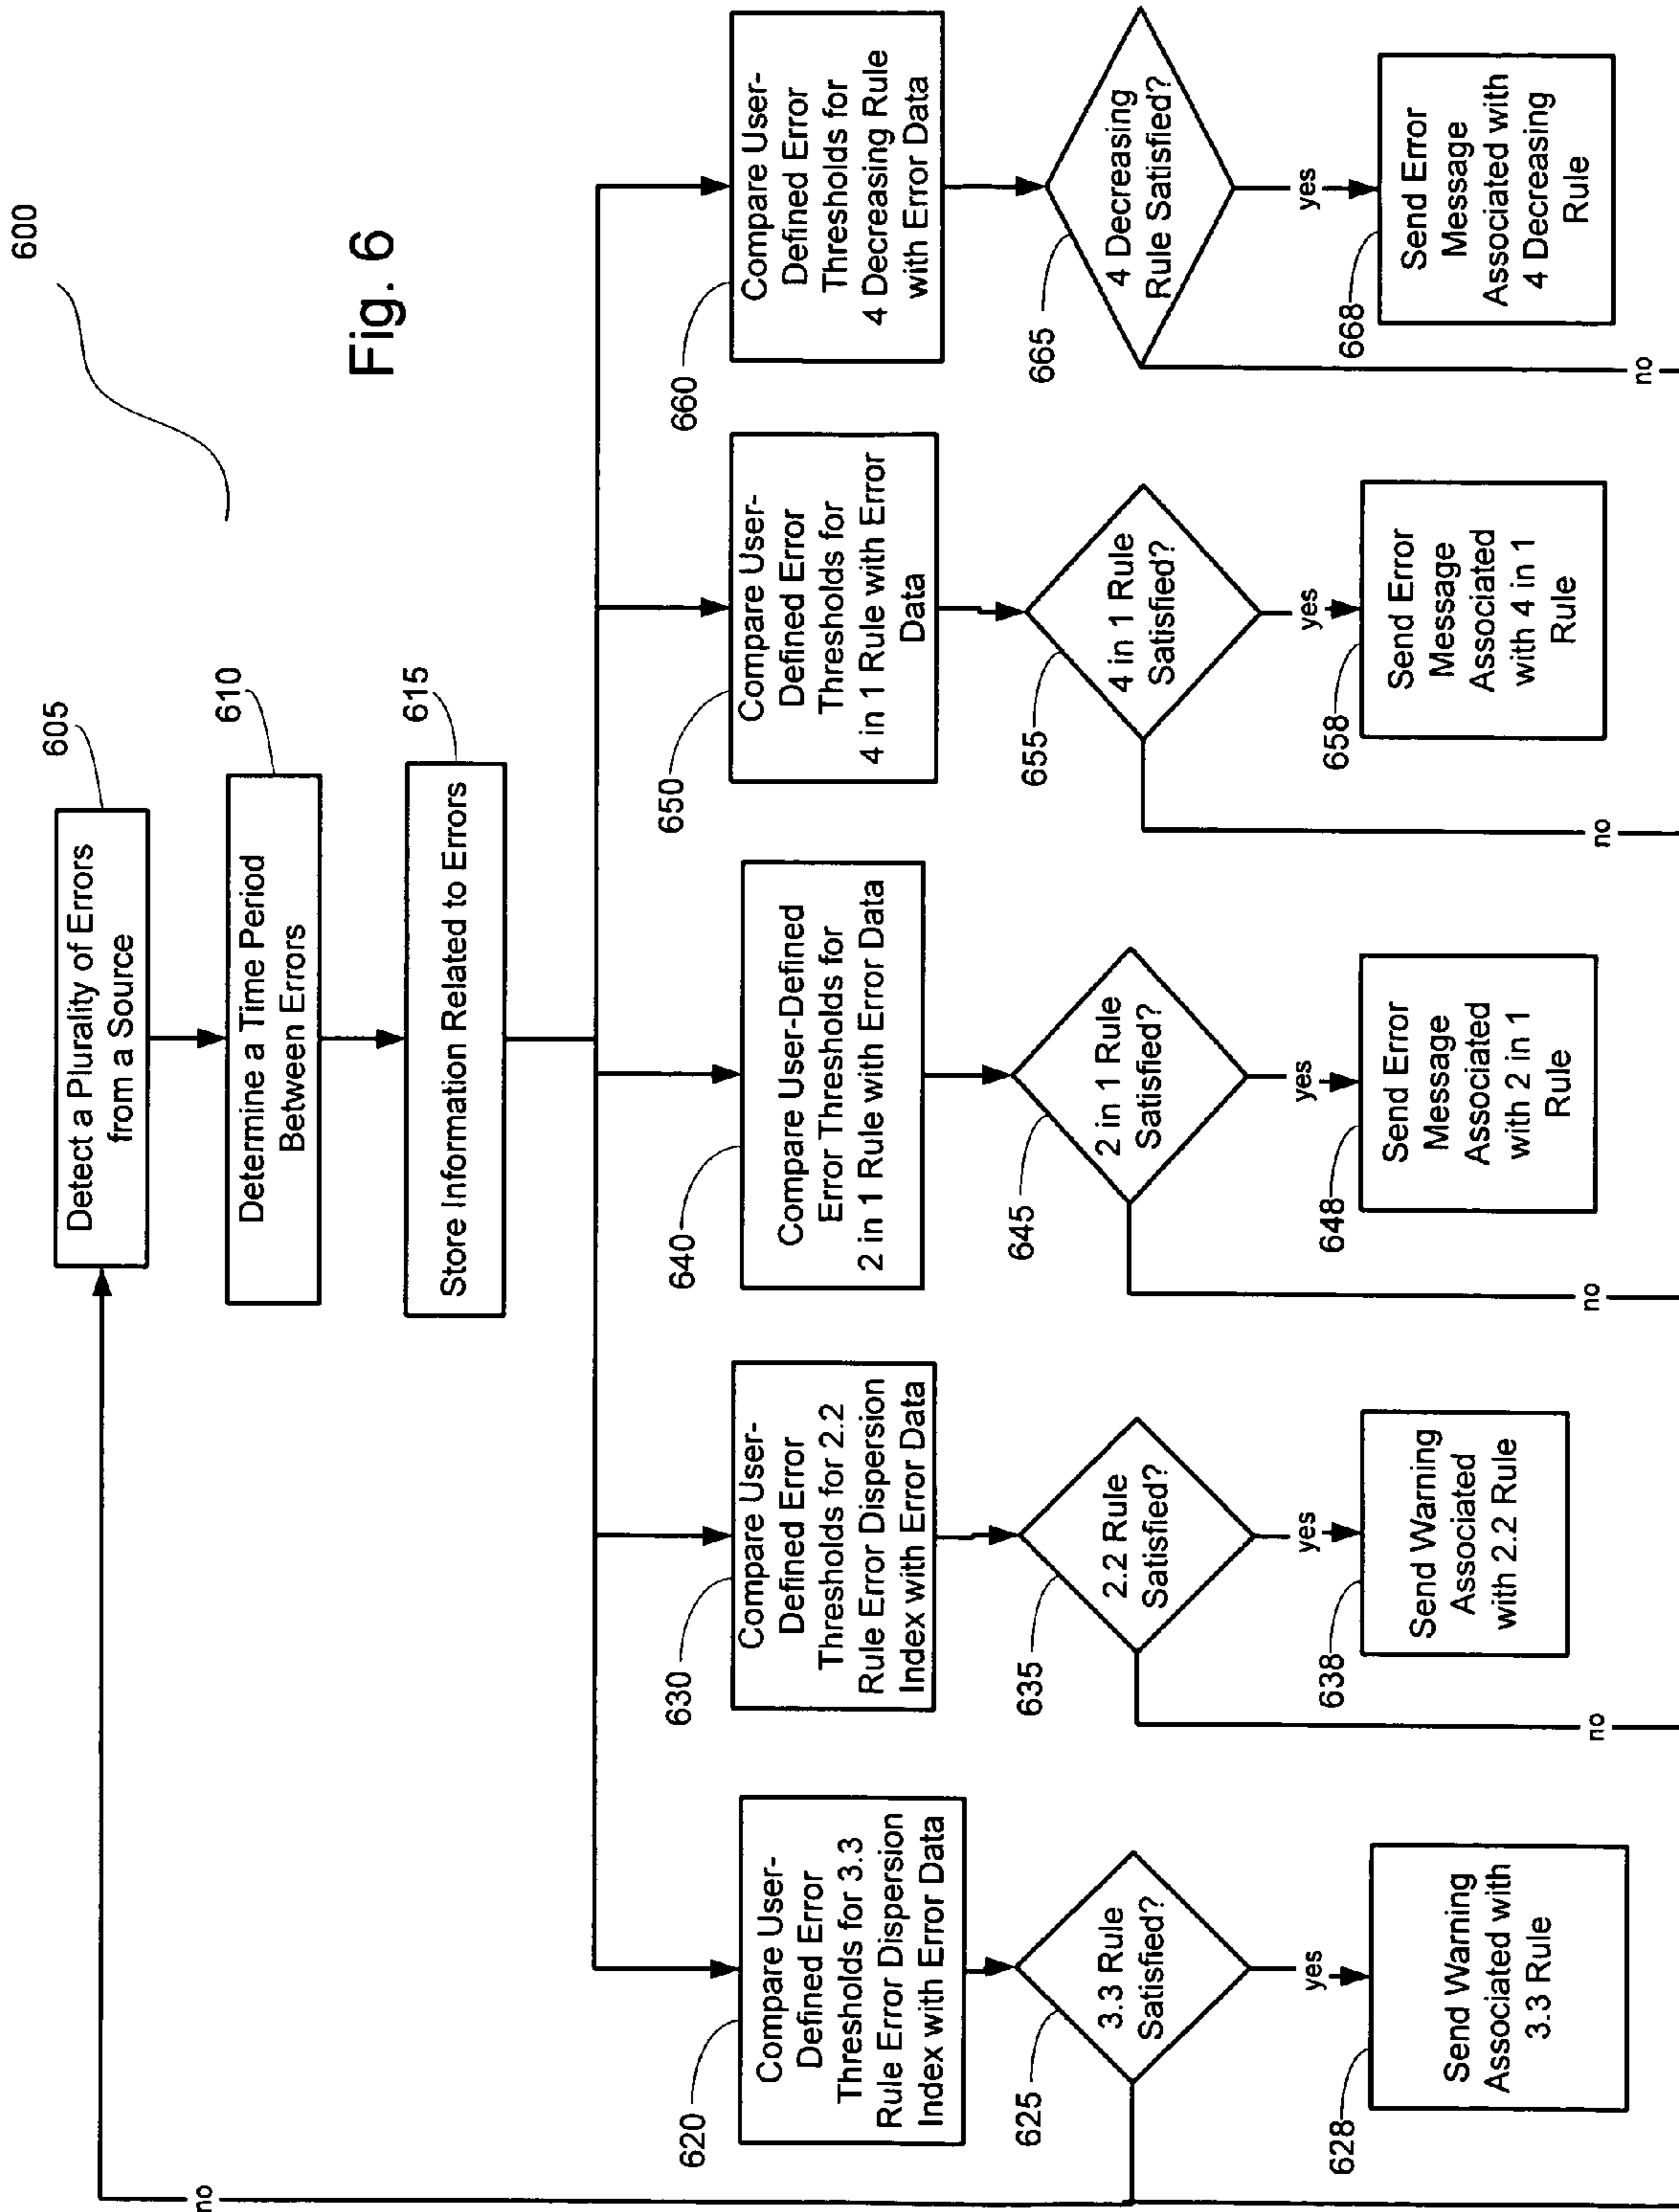 600
Fig. 6
605
Detect a Plurality of Errors
from a Source
610
Determine a Time Period
Between Errors
615
Store Information Related to Errors
620
Compare User-
Defined Error
Thresholds for 3.3
Rule Error Dispersion
Index with Error Data
630
Compare User-
Defined Error
Thresholds for 2.2
Rule Error Dispersion
Index with Error Data
640
Compare User-Defined
Error Thresholds for
2 in 1 Rule with Error Data
650
Compare User-
Defined Error
Thresholds for
4 in 1 Rule with Error
Data
660
Compare User-
Defined Error
Thresholds for
4 Decreasing Rule
with Error Data
625
3.3 Rule
Satisfied?
635
2.2 Rule
Satisfied?
645
2 in 1 Rule
Satisfied?
655
4 in 1 Rule
Satisfied?
665
4 Decreasing
Rule Satisfied?
no
yes
yes
yes
yes
yes
628
Send Warning
Associated with
3.3 Rule
638
Send Warning
Associated
with 2.2 Rule
648
Send Error
Message
Associated
with 2 in 1
Rule
658
Send Error
Message
Associated
with 4 in 1
Rule
668
Send Error
Message
Associated with
4 Decreasing
Rule
no
no
no
no